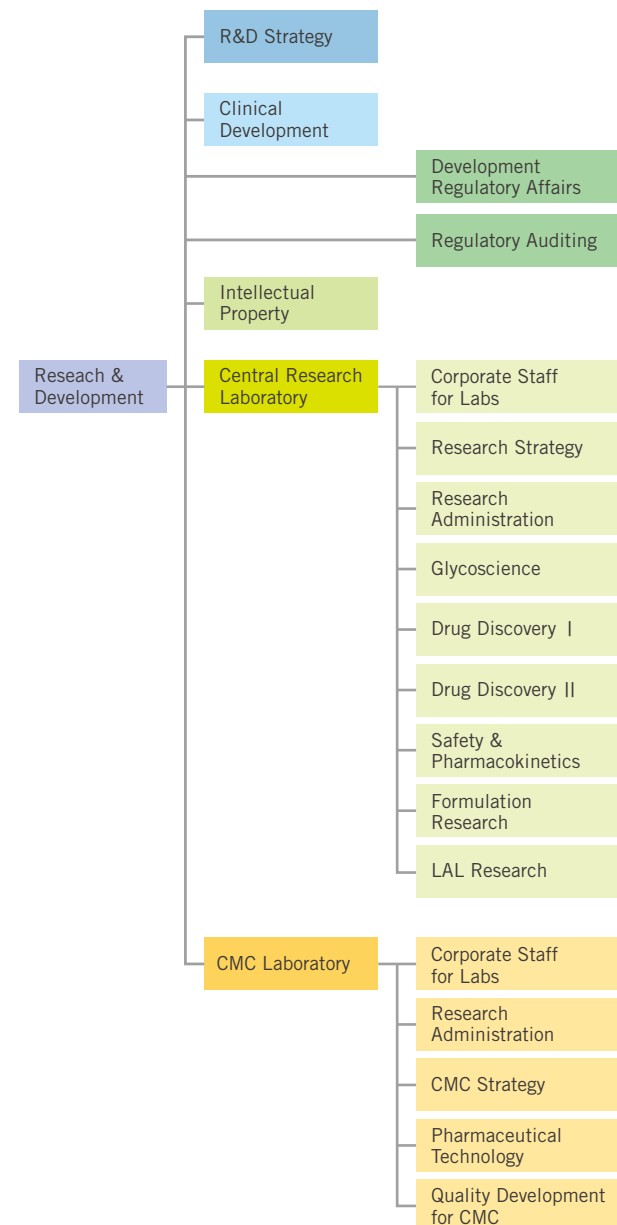 R&D Strategy
Clinical
Development
Development
Regulatory Affairs
Regulatory Auditing
Intellectual
Property
Reseach &
Development
Central Research
Laboratory
Corporate Staff
for Labs
Research Strategy
Research
Administration
Glycoscience
Drug Discovery I
Drug Discovery II
Safety &
Pharmacokinetics
Formulation
Research
LAL Research
CMC Laboratory
Corporate Staff
for Labs
Research
Administration
CMC Strategy
Pharmaceutical
Technology
Quality Development
for CMC